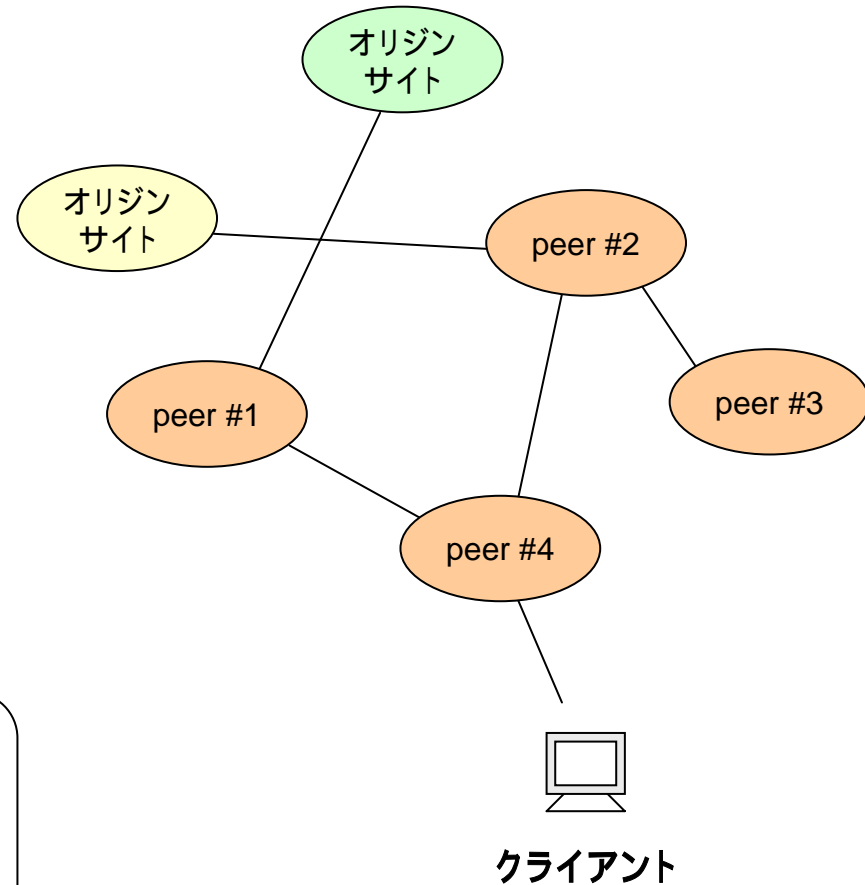 オリジン
サイト
オリジン
サイト
peer #2
peer #3
peer #1
peer #4
クライアント